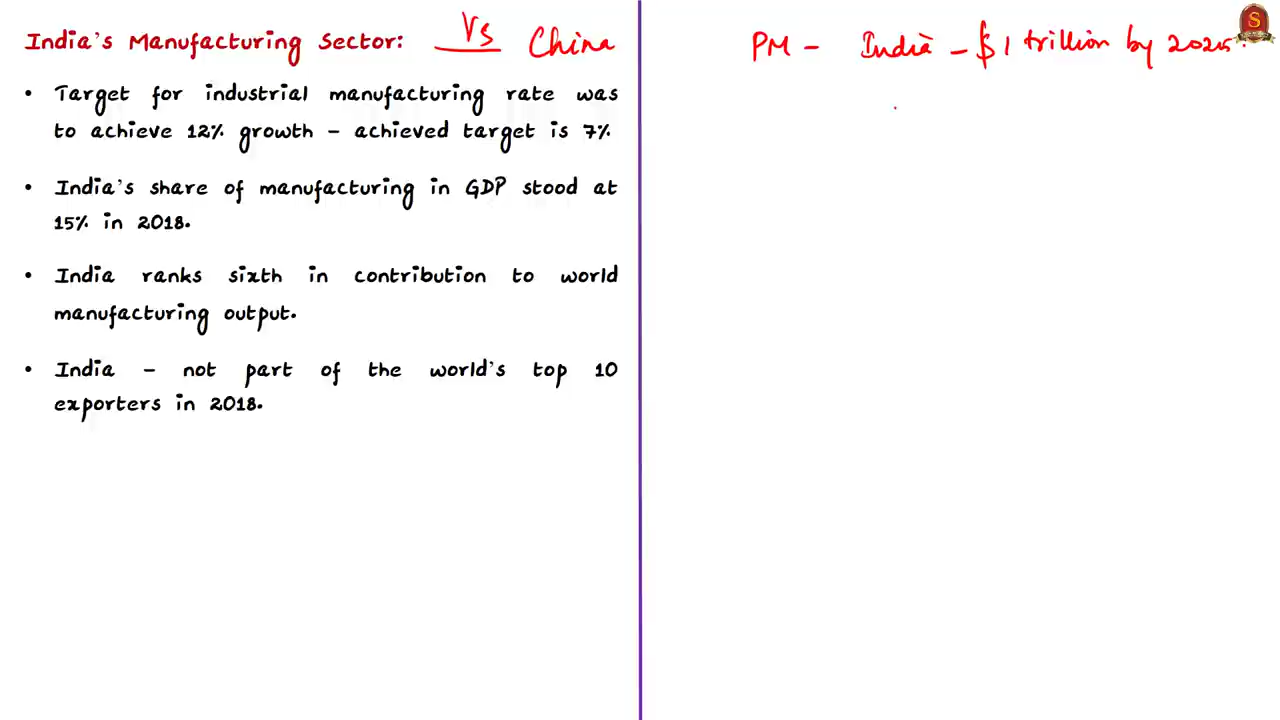 India's Manufacturing Sector: Vs China
• Target for industrial manufacturing rate was
to achieve 12% growth – achieved target is 7%
• India's share of manufacturing in GDP stood at
15% in 2018.
• India ranks sixth in contribution to world
manufacturing output.
• India – not part of the world's top 10
exporters in 2018.
PM – India – $1 trillion by 2025.
S